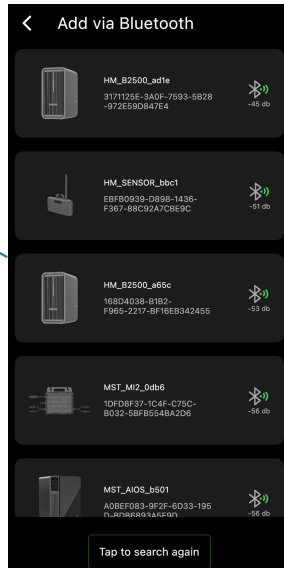 Add via Bluetooth
HM_B2500_ad1e
3171125E-3A0F-7593-5B28
-972E59D847E4
-45 db
HM_SENSOR_bbc1
EBFB0939-D898-1436-
F367-88C92A7CBE9C
-51 db
HM_B2500_a65c
168D4038-B1B2-
F965-2217-BF16EB342455
-53 db
MST_MI2_0db6
1DFD8F37-1C4F-C75C-
B032-5BFB554BA2D6
-56 db
MST_AIOS_b501
A0BEF083-9F2F-6D33-195
D-BDB6893A5F9D
-56 db
Tap to search again